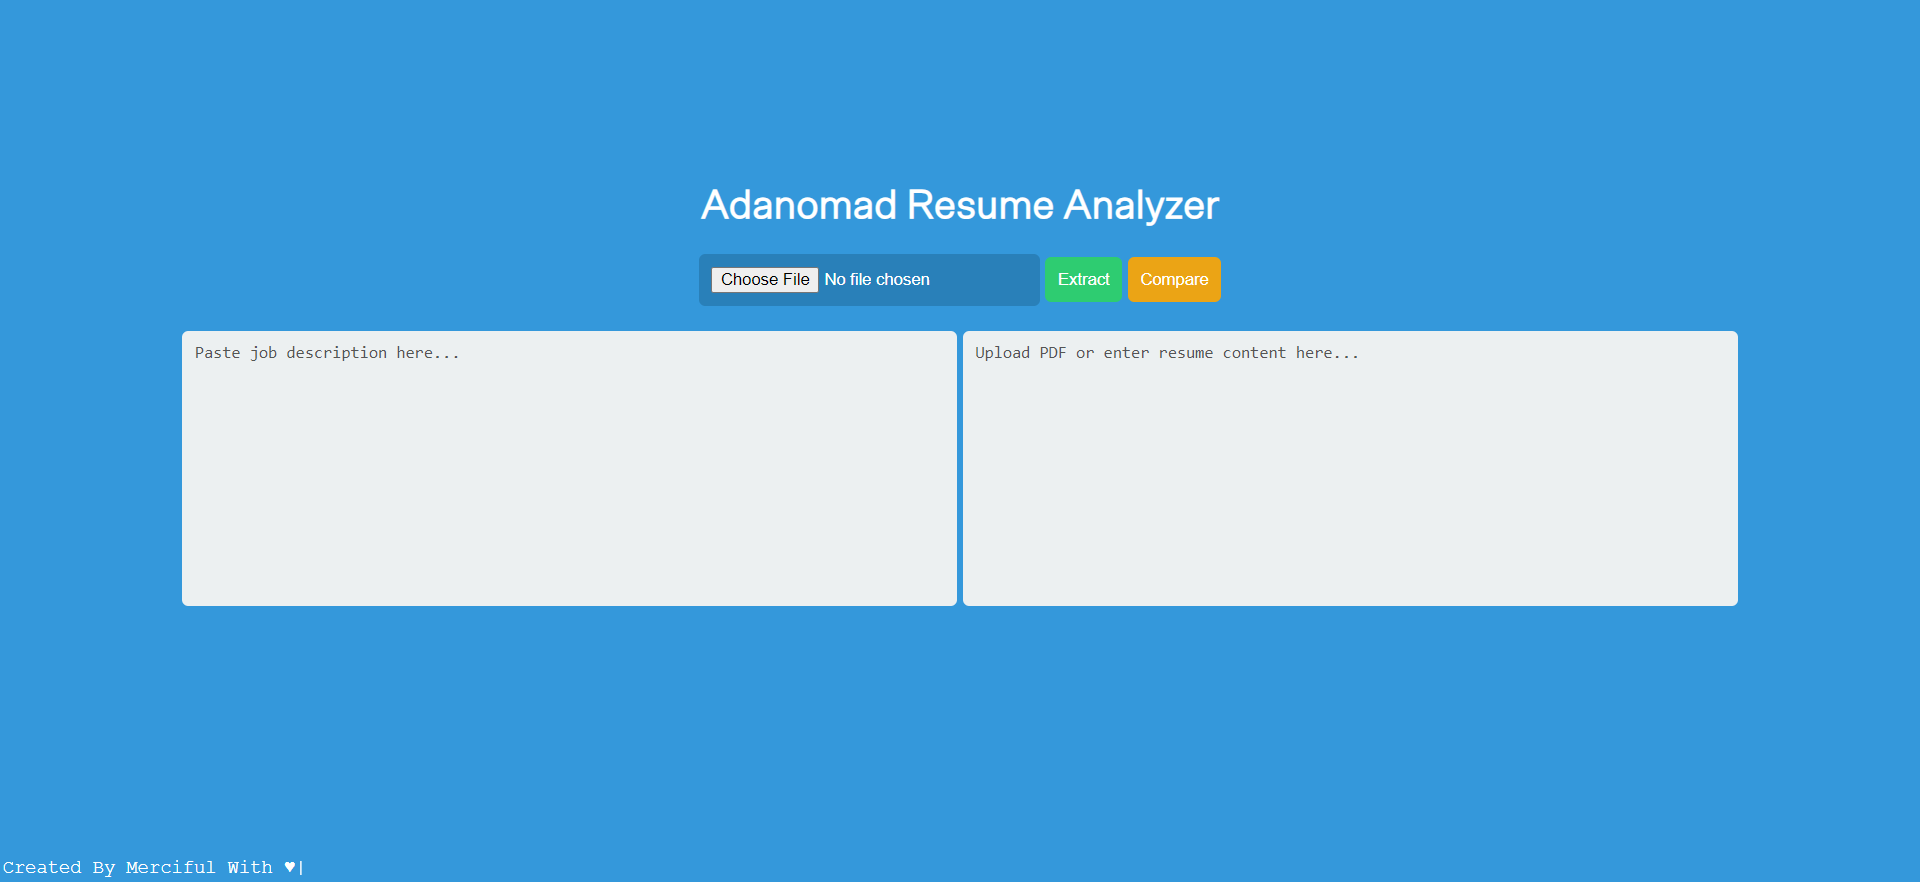 Adanomad Resume Analyzer
Choose File No file chosen Extract Compare
Paste job description here...
Upload PDF or enter resume content here...
Created By Merciful With ♥|